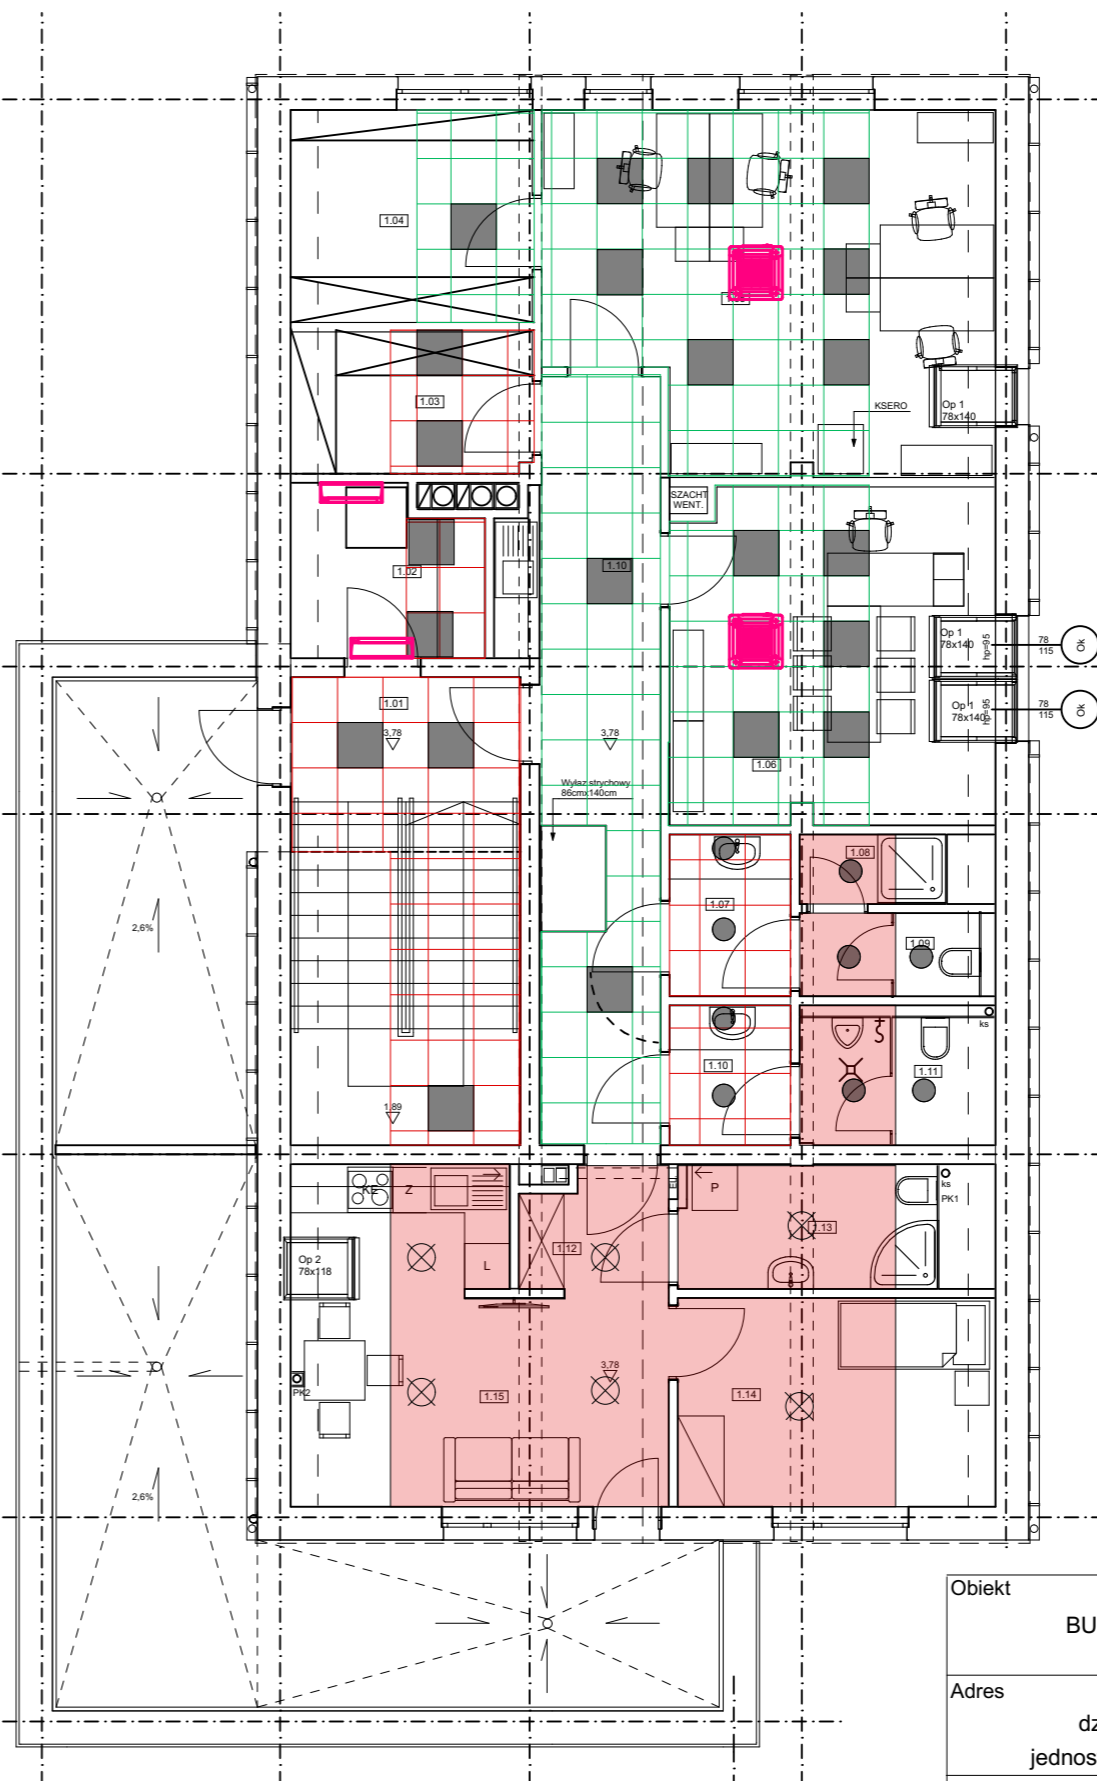 1.04
1.03
KSERO
Op 1
78x140
SZACHT
WENT.
1.02
1.10
Op 1
78x140
hp=95
78
115
Ok
Op 1
78x140
hp=95
78
115
Ok
1.01
3,78
3,78
1.06
Wyłaz strychowy
86cmx140cm
2,6%
1.08
1.07
1.09
ks
1.10
1.11
1,89
KE
Z
P
ks
PK1
1.12
1.13
L
Op 2
78x118
3,78
PK2
1.15
1.14
2,6%
Obiekt
BU
Adres
dz
jednos